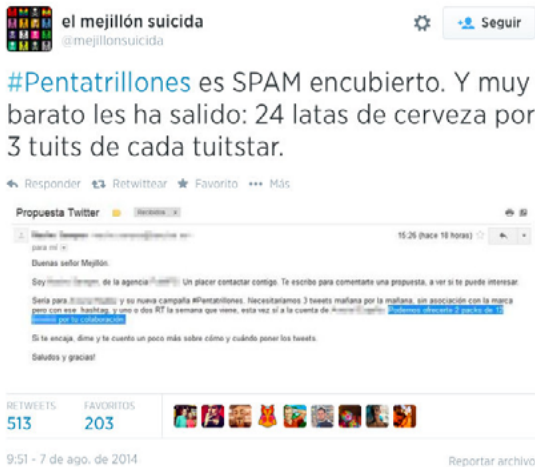 el mejillón suicida
@mejillonsuicida
Seguir
#Pentatrillones es SPAM encubierto. Y muy
barato les ha salido: 24 latas de cerveza por
3 tuits de cada tuitstar.
Responder Retwittear Favorito Más
Propuesta Twitter Recibidos x
15:26 (hace 18 horas)
para mí
Buenas señor Mejillón.
Soy de la agencia Un placer contactar contigo. Te escribo para comentarte una propuesta, a ver si te puede interesar.
Sería para y su nueva campaña #Pentatrillones. Necesitaríamos 3 tweets mañana por la mañana, sin asociación con la marca
pero con ese hashtag, y uno o dos RT la semana que viene, esta vez sí a la cuenta de Podemos ofrecerte 2 packs de 12
por tu colaboración
Si te encaja, dime y te cuento un poco más sobre cómo y cuándo poner los tweets.
Saludos y gracias!
RETWEETS FAVORITOS
513 203
9:51 - 7 de ago. de 2014
Reportar archivo